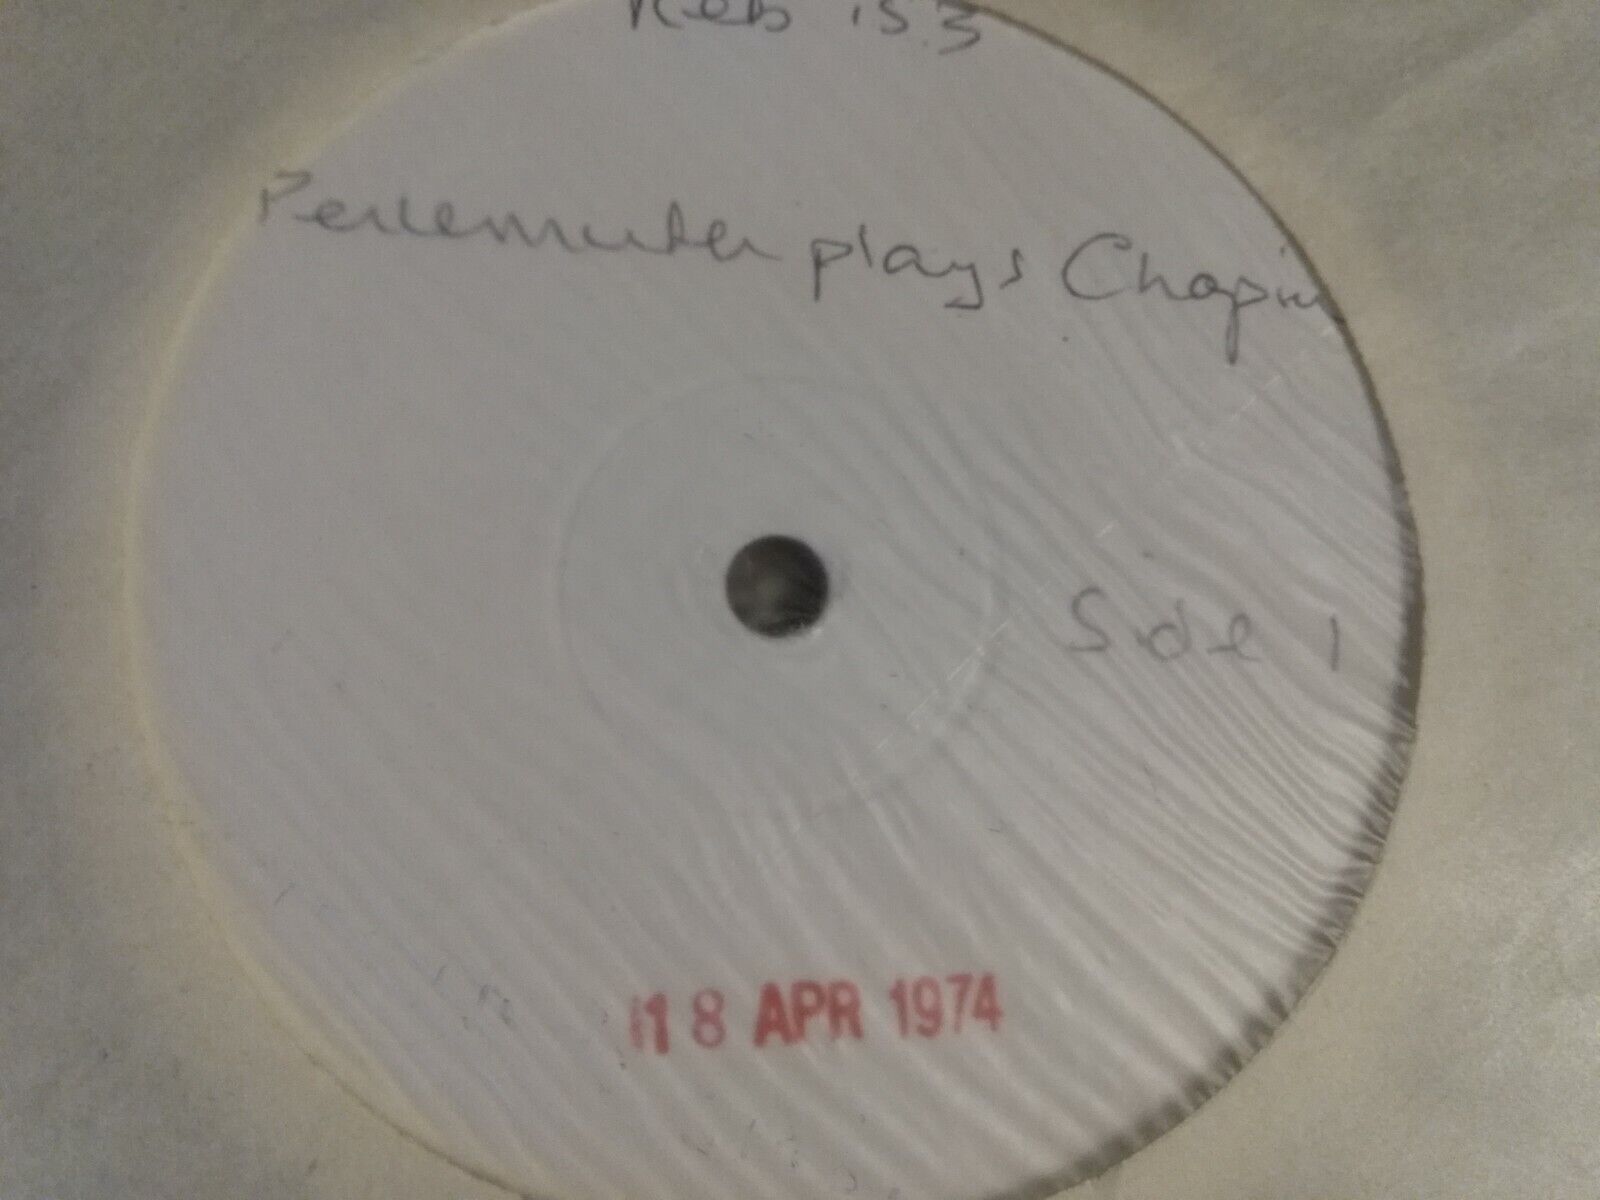 Perlemuter plays Chopin
Side 1
18 APR 1974